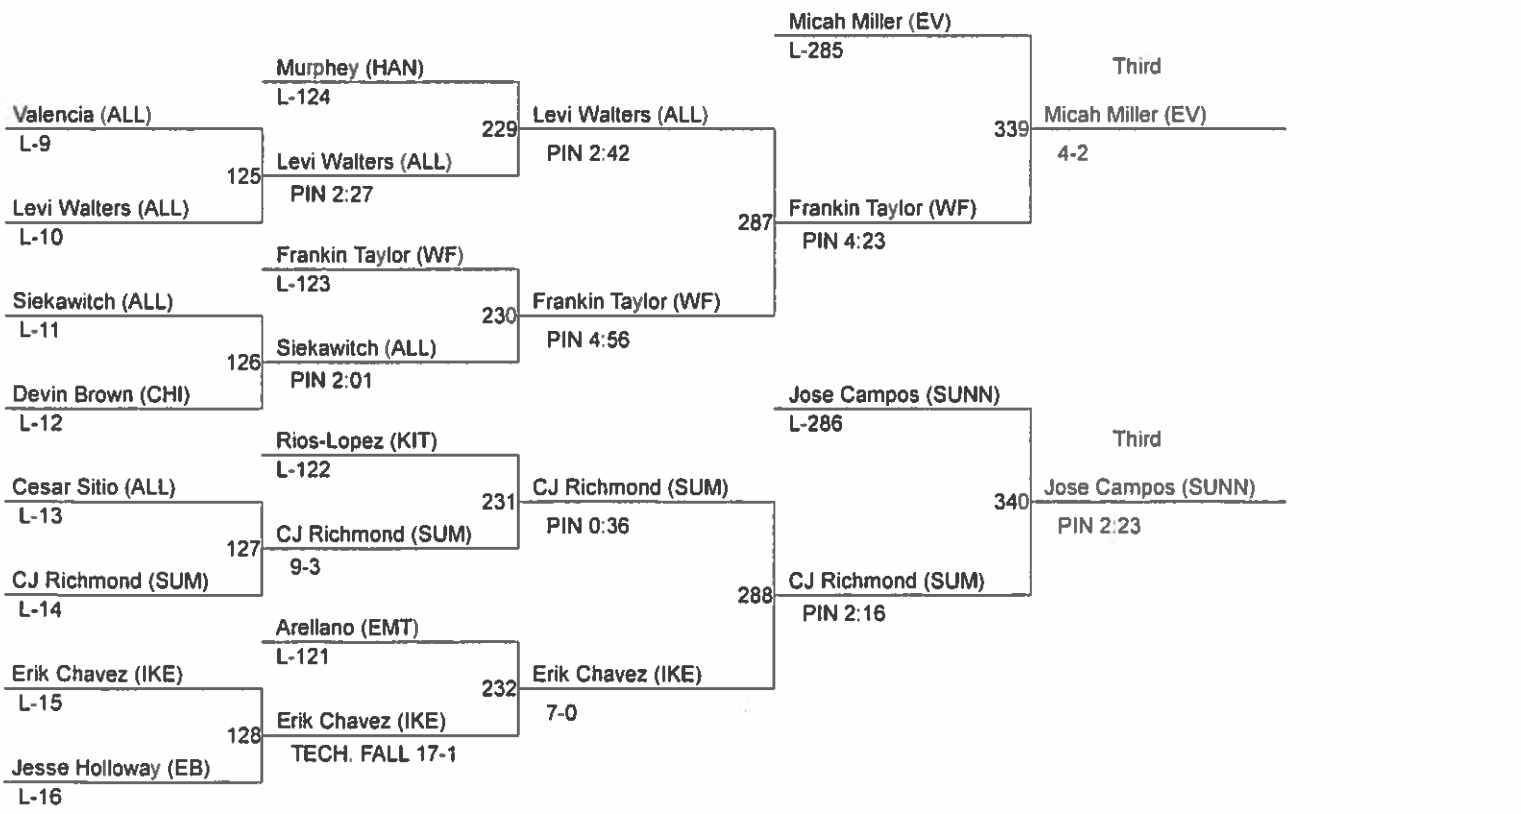 Micah Miller (EV)
L-285
Murphey (HAN)
Third
L-124
Valencia (ALL)
Levi Walters (ALL)
Micah Miller (EV)
229
339
L-9
PIN 2:42
4-2
Levi Walters (ALL)
125
PIN 2:27
Levi Walters (ALL)
Frankin Taylor (WF)
287
L-10
PIN 4:23
Frankin Taylor (WF)
L-123
Siekawitch (ALL)
Frankin Taylor (WF)
230
L-11
PIN 4:56
Siekawitch (ALL)
126
PIN 2:01
Devin Brown (CHI)
Jose Campos (SUNN)
L-12
L-286
Rios-Lopez (KIT)
Third
L-122
Cesar Sitio (ALL)
CJ Richmond (SUM)
Jose Campos (SUNN)
231
340
L-13
PIN 0:36
PIN 2:23
CJ Richmond (SUM)
127
9-3
CJ Richmond (SUM)
CJ Richmond (SUM)
288
L-14
PIN 2:16
Arellano (EMT)
L-121
Erik Chavez (IKE)
Erik Chavez (IKE)
232
L-15
7-0
Erik Chavez (IKE)
128
TECH. FALL 17-1
Jesse Holloway (EB)
L-16